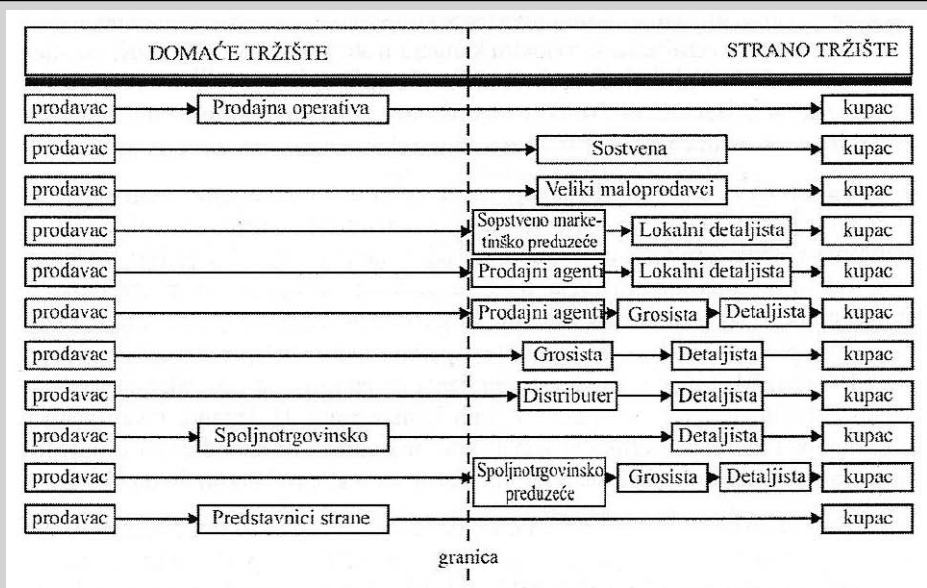 DOMAĆE TRŽIŠTE STRANO TRŽIŠTE
prodavac Prodajna operativa kupac
prodavac Sostvena kupac
prodavac Veliki maloprodavci kupac
prodavac Sopstveno marke-
tinško preduzeće Lokalni detaljista kupac
prodavac Prodajni agenti Lokalni detaljista kupac
prodavac Prodajni agenti Grosista Detaljista kupac
prodavac Grosista Detaljista kupac
prodavac Distributer Detaljista kupac
prodavac Spoljnotrgovinsko Detaljista kupac
prodavac Spoljnotrgovinsko
preduzeće Grosista Detaljista kupac
prodavac Predstavnici strane kupac
granica